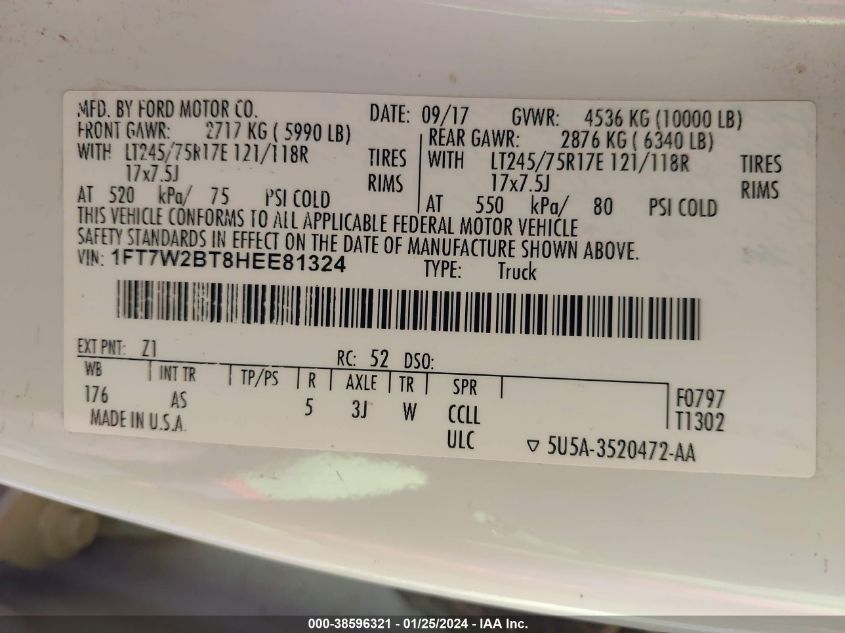 MFD. BY FORD MOTOR CO. DATE: 09/17 GVWR: 4536 KG (10000 LB)
FRONT GAWR: 2717 KG ( 5990 LB) REAR GAWR: 2876 KG ( 6340 LB)
WITH LT245/75R17E 121/118R TIRES WITH LT245/75R17E 121/118R TIRES
17x7.5J RIMS 17x7.5J RIMS
AT 520 kPa/ 75 PSI COLD AT 550 kPa/ 80 PSI COLD
THIS VEHICLE CONFORMS TO ALL APPLICABLE FEDERAL MOTOR VEHICLE
SAFETY STANDARDS IN EFFECT ON THE DATE OF MANUFACTURE SHOWN ABOVE.
VIN: 1FT7W2BT8HEE81324 TYPE: Truck
EXT PNT: Z1 RC: 52 DSO:
WB INT TR TP/PS R AXLE TR SPR F0797
176 AS 5 3J W CCLL T1302
MADE IN U.S.A. ULC 5U5A-3520472-AA
000-38596321 - 01/25/2024 - IAA Inc.